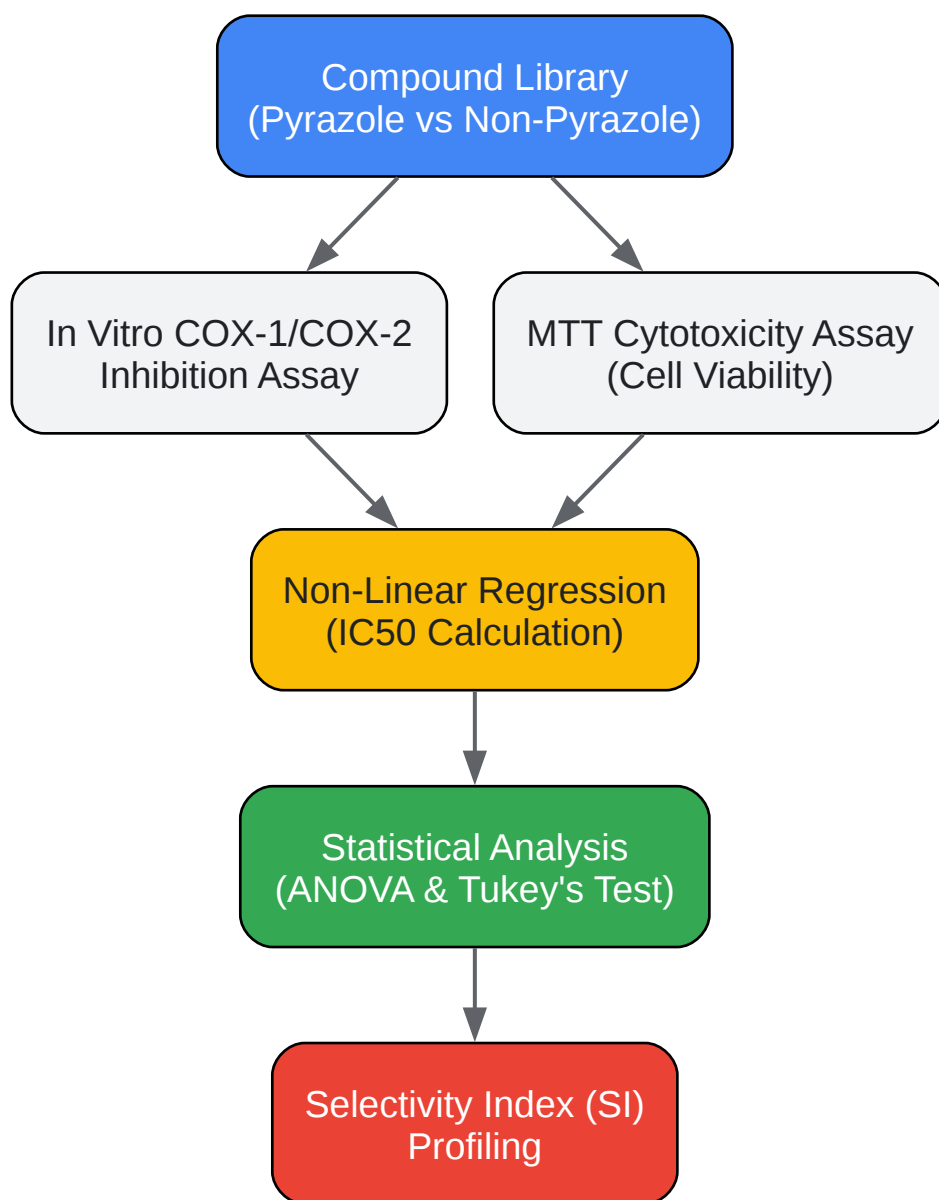 Compound Library
(Pyrazole vs Non-Pyrazole)
In Vitro COX-1/COX-2
Inhibition Assay
MTT Cytotoxicity Assay
(Cell Viability)
Non-Linear Regression
(IC50 Calculation)
Statistical Analysis
(ANOVA & Tukey's Test)
Selectivity Index (SI)
Profiling